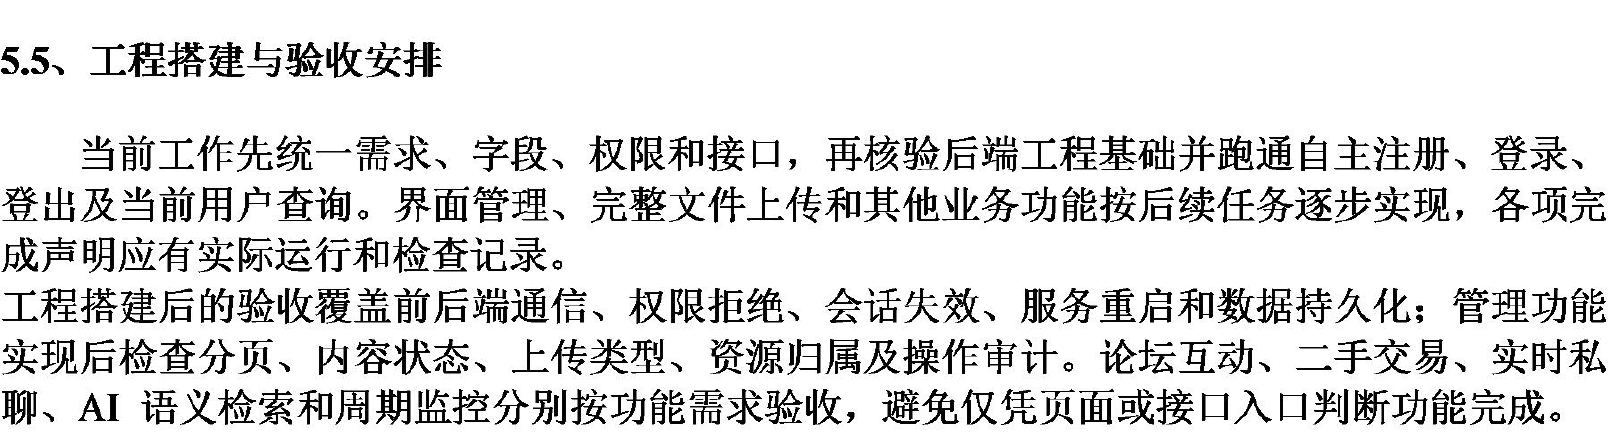 5.5、工程搭建与验收安排
当前工作先统一需求、字段、权限和接口，再核验后端工程基础并跑通自主注册、登录、
登出及当前用户查询。界面管理、完整文件上传和其他业务功能按后续任务逐步实现，各项完
成声明应有实际运行和检查记录。
工程搭建后的验收覆盖前后端通信、权限拒绝、会话失效、服务重启和数据持久化；管理功能
实现后检查分页、内容状态、上传类型、资源归属及操作审计。论坛互动、二手交易、实时私
聊、AI 语义检索和周期监控分别按功能需求验收，避免仅凭页面或接口入口判断功能完成。